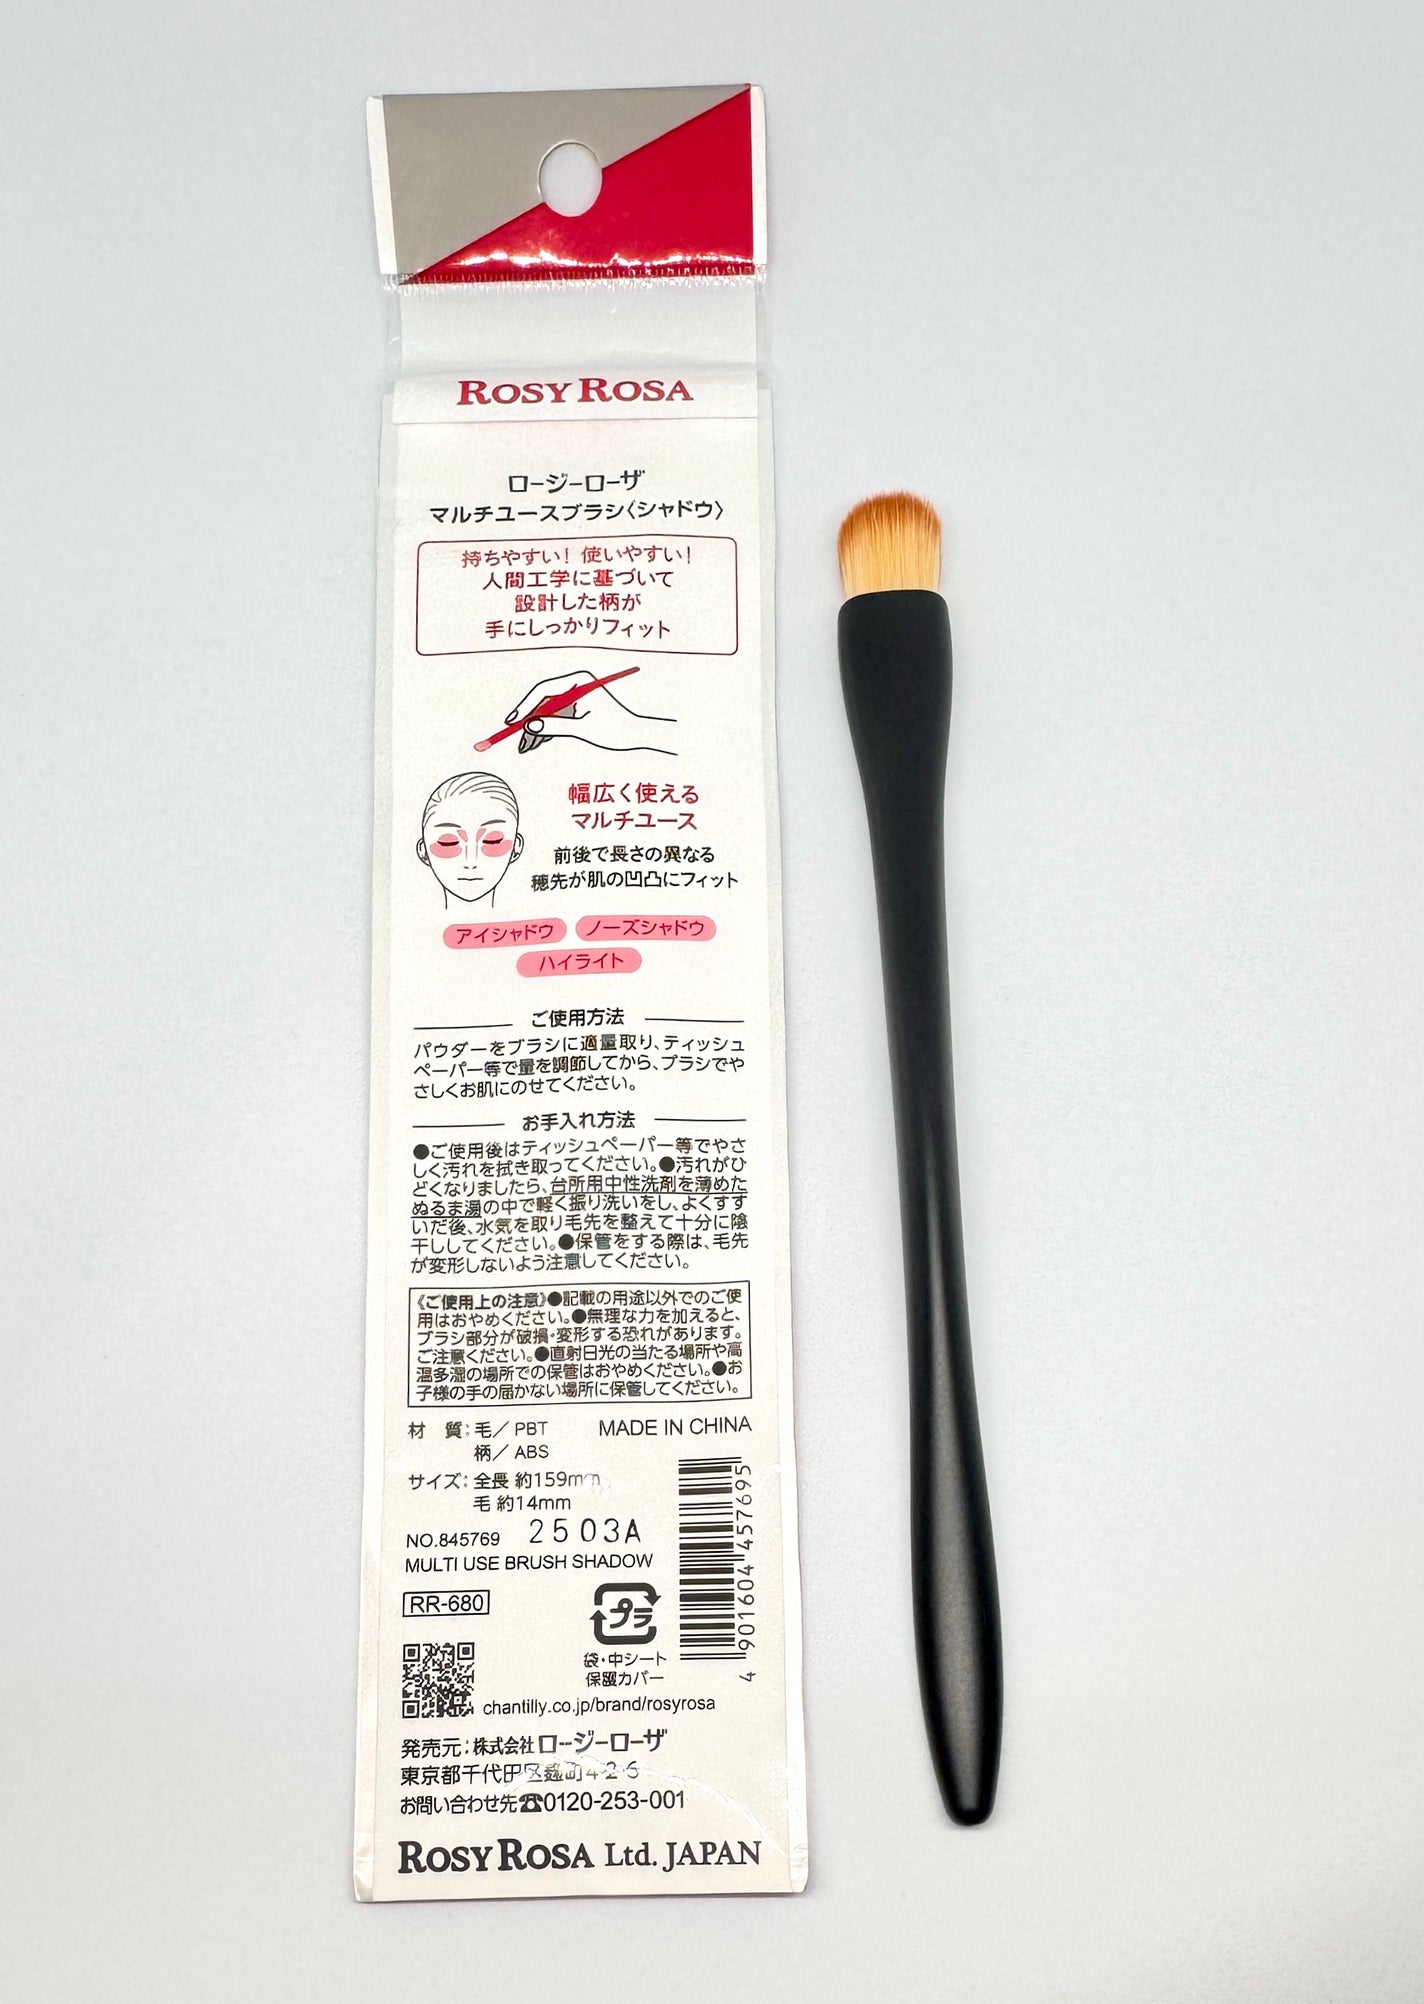 ROSY ROSA
ロージーローザ
マルチユースブラシ〈シャドウ〉
持ちやすい! 使いやすい!
人間工学に基づいて
設計した柄が
手にしっかりフィット
幅広く使える
マルチユース
前後で長さの異なる
穂先が肌の凹凸にフィット
アイシャドウ ノーズシャドウ
ハイライト
ご使用方法
パウダーをブラシに適量取り、ティッシュ
ペーパー等で量を調節してから、ブラシでや
さしくお肌にのせてください。
お手入れ方法
●ご使用後はティッシュペーパー等でやさ
しく汚れを拭き取ってください。●汚れがひ
どくなりましたら、台所用中性洗剤を薄めた
ぬるま湯の中で軽く振り洗いをし、よくすす
いだ後、水気を取り毛先を整えて十分に陰
干ししてください。●保管をする際は、毛先
が変形しないよう注意してください。
《ご使用上の注意》●記載の用途以外でのご使
用はおやめください。●無理な力を加えると、
ブラシ部分が破損・変形する恐れがあります。
ご注意ください。●直射日光の当たる場所や高
温多湿の場所での保管はおやめください。●お
子様の手の届かない場所に保管してください。
材 質:毛/PBT MADE IN CHINA
柄/ABS
サイズ:全長 約159mm
毛 約14mm
NO.845769 2503A
MULTI USE BRUSH SHADOW
RR-680
プラ
袋・中シート
保護カバー
4 901604 457695
chantilly.co.jp/brand/rosyrosa
発売元:株式会社ロージーローザ
東京都千代田区麹町4-2-6
お問い合わせ先☎0120-253-001
ROSY ROSA Ltd. JAPAN